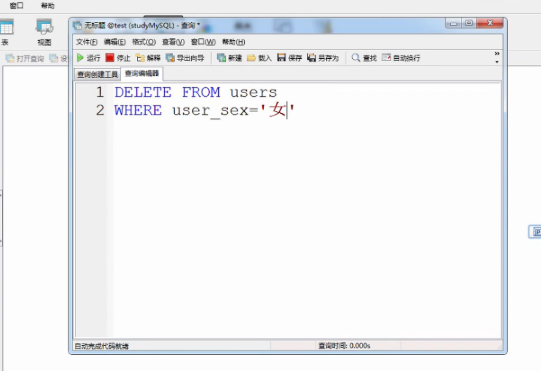 窗口 帮助
无标题 @test (studyMySQL) - 查询 *
表 视图
文件(F) 编辑(E) 格式(O) 查看(V) 窗口(W) 帮助(H)
打开查询
运行 停止 解释 导出向导 新建 载入 保存 另存为 查找 自动换行
查询创建工具 查询编辑器
1 DELETE FROM users
2 WHERE user_sex='女'
自动完成代码就绪 查询时间: 0.000s